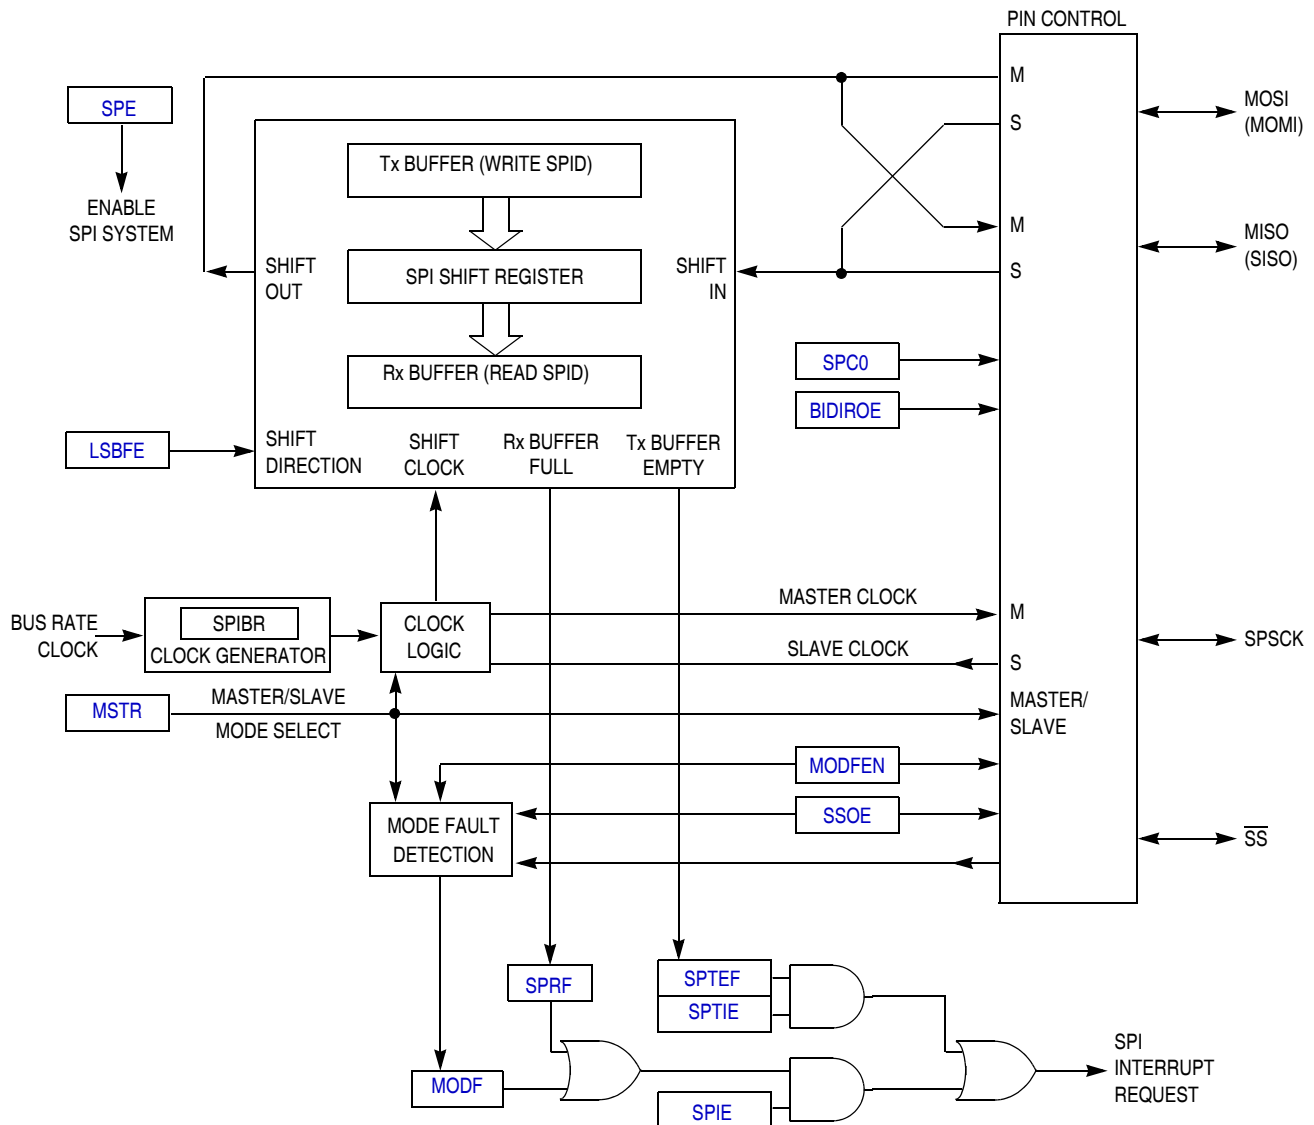 PIN CONTROL
SPE
ENABLE
SPI SYSTEM
Tx BUFFER (WRITE SPID)
SPI SHIFT REGISTER
Rx BUFFER (READ SPID)
SHIFT
OUT
SHIFT
IN
M
S
M
S
MOSI
(MOMI)
MISO
(SISO)
SPC0
BIDIROE
LSBFE
SHIFT
DIRECTION
SHIFT
CLOCK
Rx BUFFER
FULL
Tx BUFFER
EMPTY
BUS RATE
CLOCK
SPIBR
CLOCK GENERATOR
CLOCK
LOGIC
MASTER CLOCK
SLAVE CLOCK
M
S
SPSCK
MSTR
MASTER/SLAVE
MODE SELECT
MASTER/
SLAVE
MODFEN
SSOE
MODE FAULT
DETECTION
SS
SPRF
SPTEF
SPTIE
MODF
SPIE
SPI
INTERRUPT
REQUEST